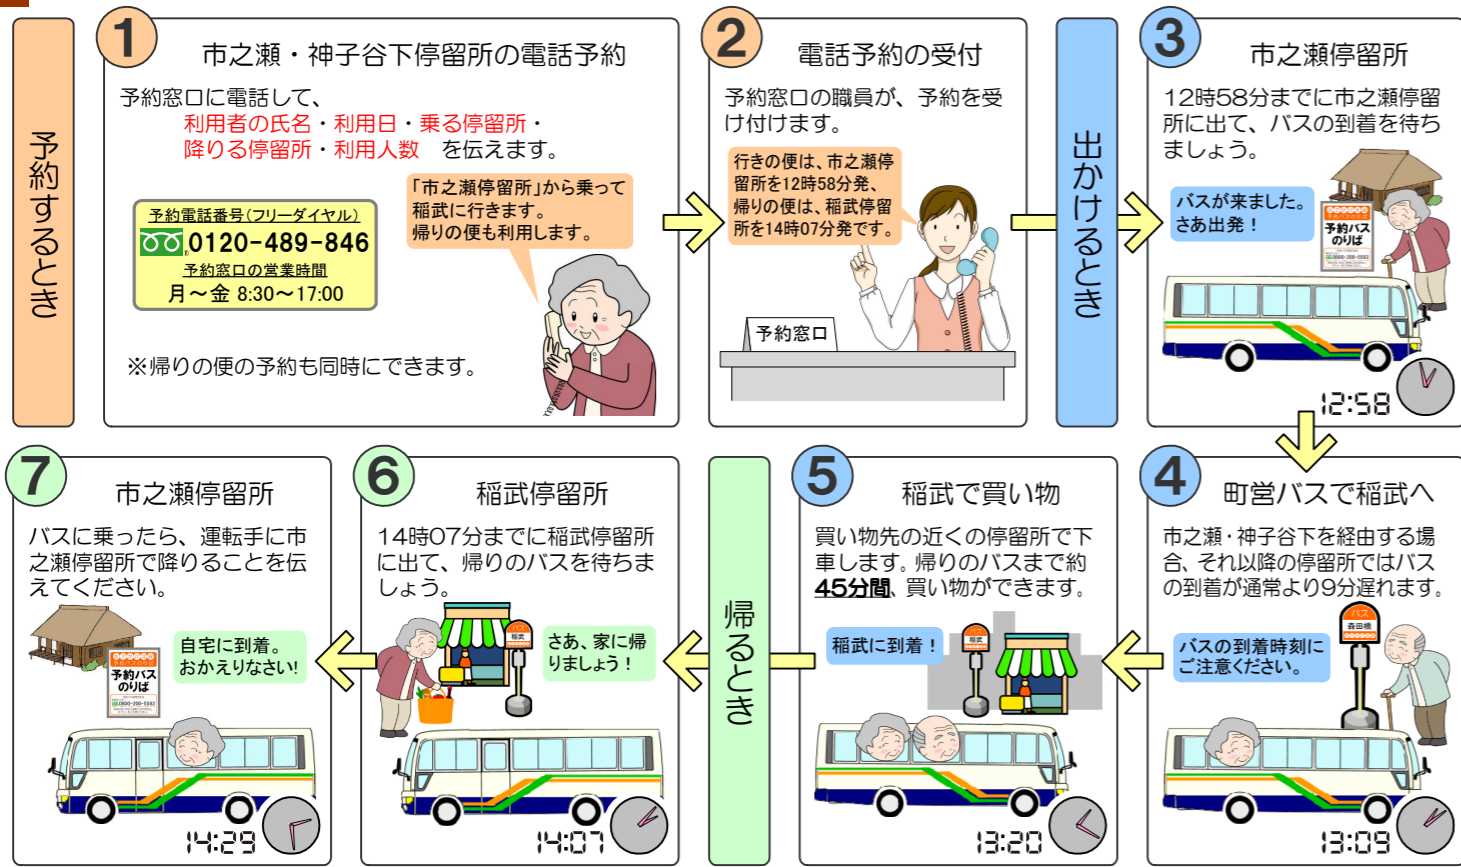 予約するとき
1
市之瀬・神子谷下停留所の電話予約
予約窓口に電話して、
利用者の氏名・利用日・乗る停留所・
降りる停留所・利用人数 を伝えます。
予約電話番号(フリーダイヤル)
0120-489-846
予約窓口の営業時間
月～金 8:30～17:00
「市之瀬停留所」から乗って
稲武に行きます。
帰りの便も利用します。
※帰りの便の予約も同時にできます。
2
電話予約の受付
予約窓口の職員が、予約を受
け付けます。
行きの便は、市之瀬停
留所を12時58分発、
帰りの便は、稲武停留
所を14時07分発です。
予約窓口
出かけるとき
3
市之瀬停留所
12時58分までに市之瀬停留
所に出て、バスの到着を待ち
ましょう。
バスが来ました。
さあ出発！
予約バス
のりば
0800-200-5583
12:58
4
町営バスで稲武へ
市之瀬・神子谷下を経由する場
合、それ以降の停留所ではバス
の到着が通常より9分遅れます。
バスの到着時刻に
ご注意ください。
バス
森田橋
13:09
5
稲武で買い物
買い物先の近くの停留所で下
車します。帰りのバスまで約
45分間、買い物ができます。
稲武に到着！
バス
稲武
13:20
帰るとき
6
稲武停留所
14時07分までに稲武停留所
に出て、帰りのバスを待ちま
しょう。
さあ、家に帰
りましょう！
バス
稲武
14:07
7
市之瀬停留所
バスに乗ったら、運転手に市
之瀬停留所で降りることを伝
えてください。
自宅に到着。
おかえりなさい!
予約バス
のりば
0800-200-5583
14:29